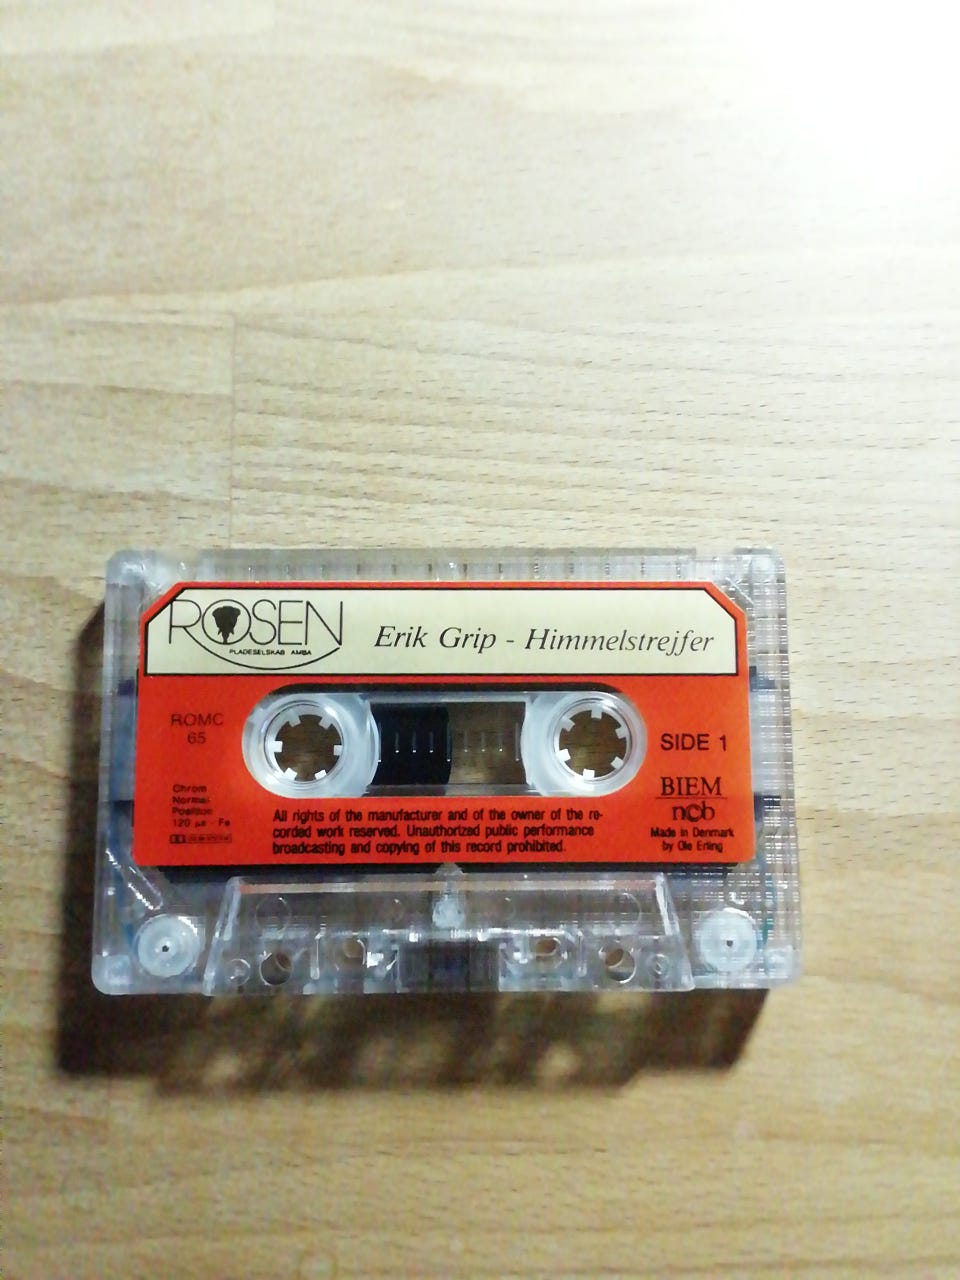 ROSEN
PLADESELSKAB AMBA
Erik Grip - Himmelstrejfer
ROMC
65
SIDE 1
Chrom
Normal
Position
120 µs - Fe
BIEM
ncb
Made in Denmark
by Ole Erling
All rights of the manufacturer and of the owner of the re-
corded work reserved. Unauthorized public performance
broadcasting and copying of this record prohibited.